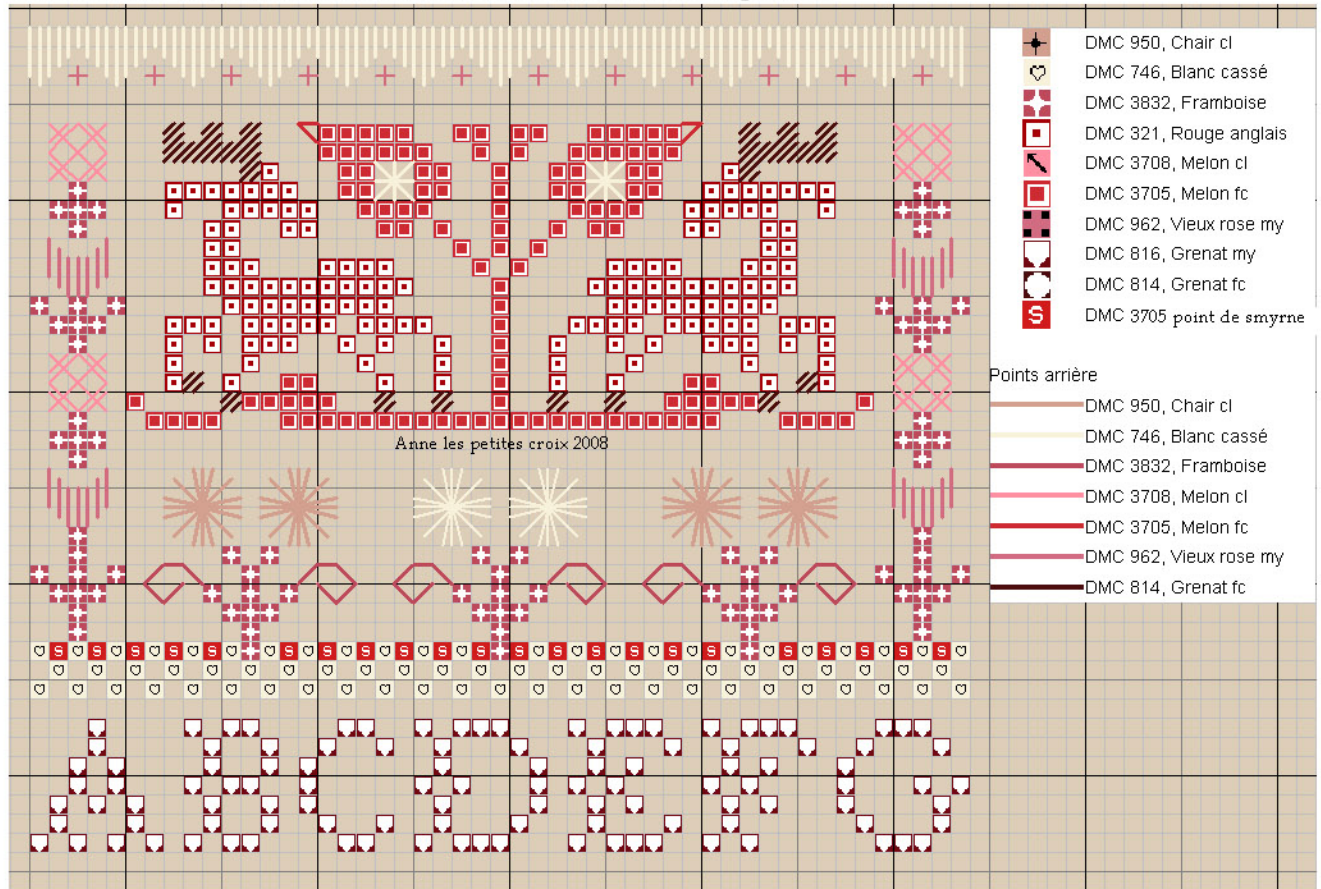 DMC 950, Chair cl
DMC 746, Blanc cassé
DMC 3832, Framboise
DMC 321, Rouge anglais
DMC 3708, Melon cl
DMC 3705, Melon fc
DMC 962, Vieux rose my
DMC 816, Grenat my
DMC 814, Grenat fc
S DMC 3705 point de smyrne
Points arrière
DMC 950, Chair cl
DMC 746, Blanc cassé
DMC 3832, Framboise
DMC 3708, Melon cl
DMC 3705, Melon fc
DMC 962, Vieux rose my
DMC 814, Grenat fc
Anne les petites croix 2008
S S S S S S S S S S S S S S S S S S S S
A B C D E F G